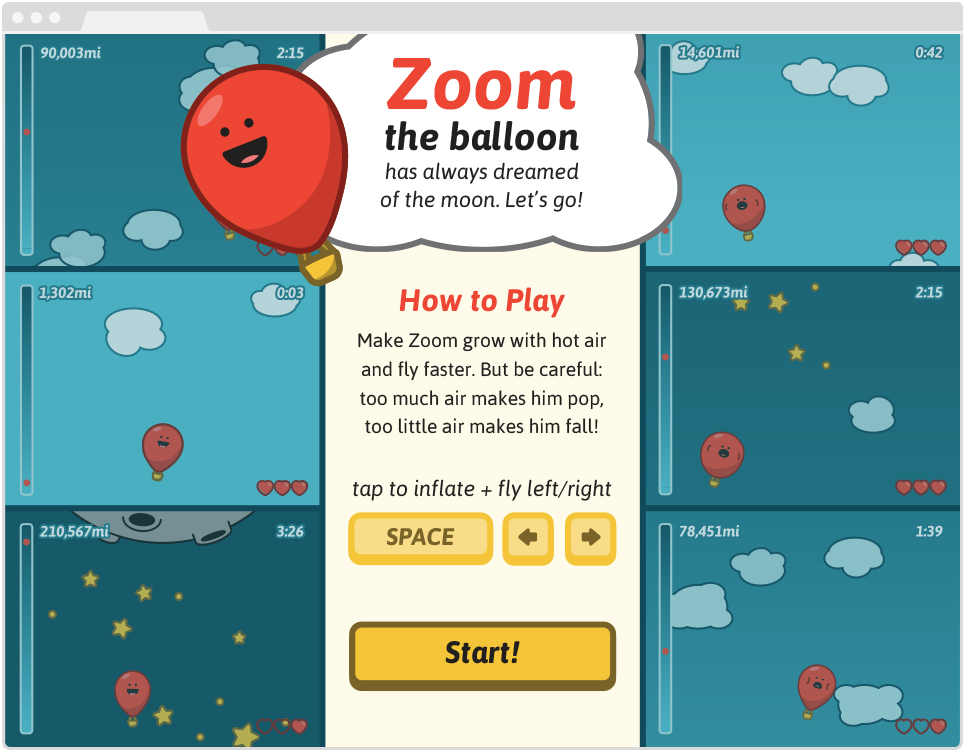 90,003mi
2:15
Zoom
the balloon
has always dreamed
of the moon. Let's go!
14,601mi
0:42
1,302mi
0:03
How to Play
Make Zoom grow with hot air
and fly faster. But be careful:
too much air makes him pop,
too little air makes him fall!
130,673mi
2:15
tap to inflate + fly left/right
SPACE
210,567mi
3:26
Start!
78,451mi
1:39